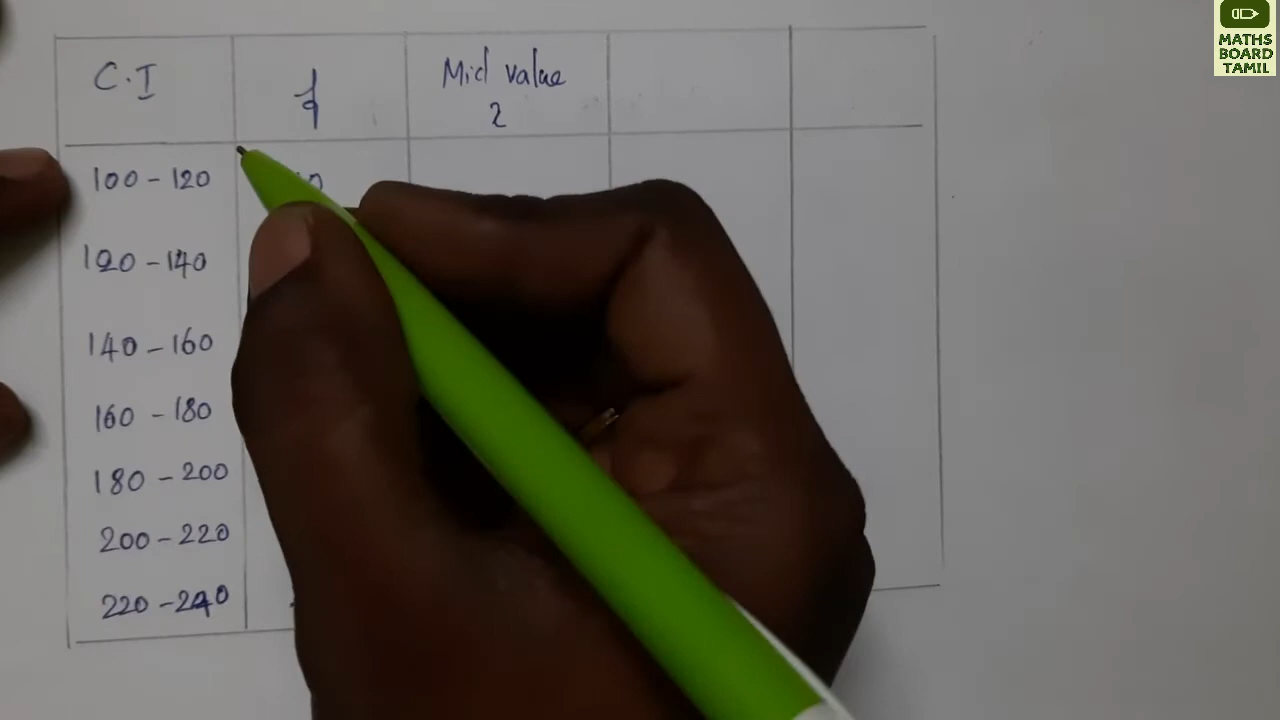 MATHS
BOARD
TAMIL
C.I f Mid value
x
100 - 120
120 - 140
140 - 160
160 - 180
180 - 200
200 - 220
220 - 240